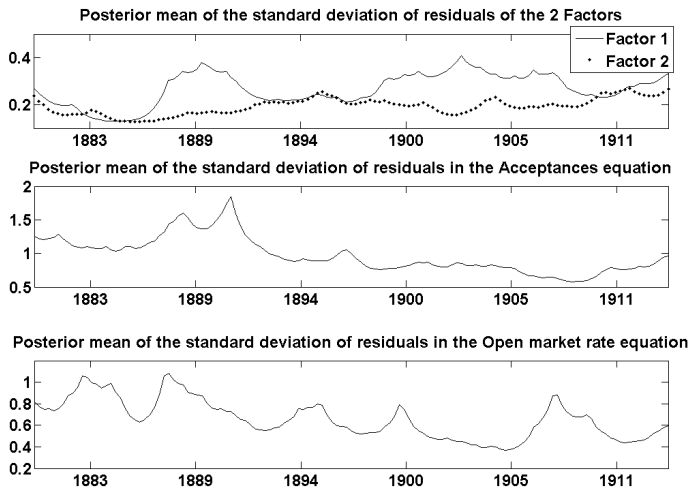 Posterior mean of the standard deviation of residuals of the 2 Factors
Factor 1
Factor 2
0.4
0.2
1883 1889 1894 1900 1905 1911
Posterior mean of the standard deviation of residuals in the Acceptances equation
2
1.5
1
0.5
1883 1889 1894 1900 1905 1911
Posterior mean of the standard deviation of residuals in the Open market rate equation
1
0.8
0.6
0.4
0.2
1883 1889 1894 1900 1905 1911